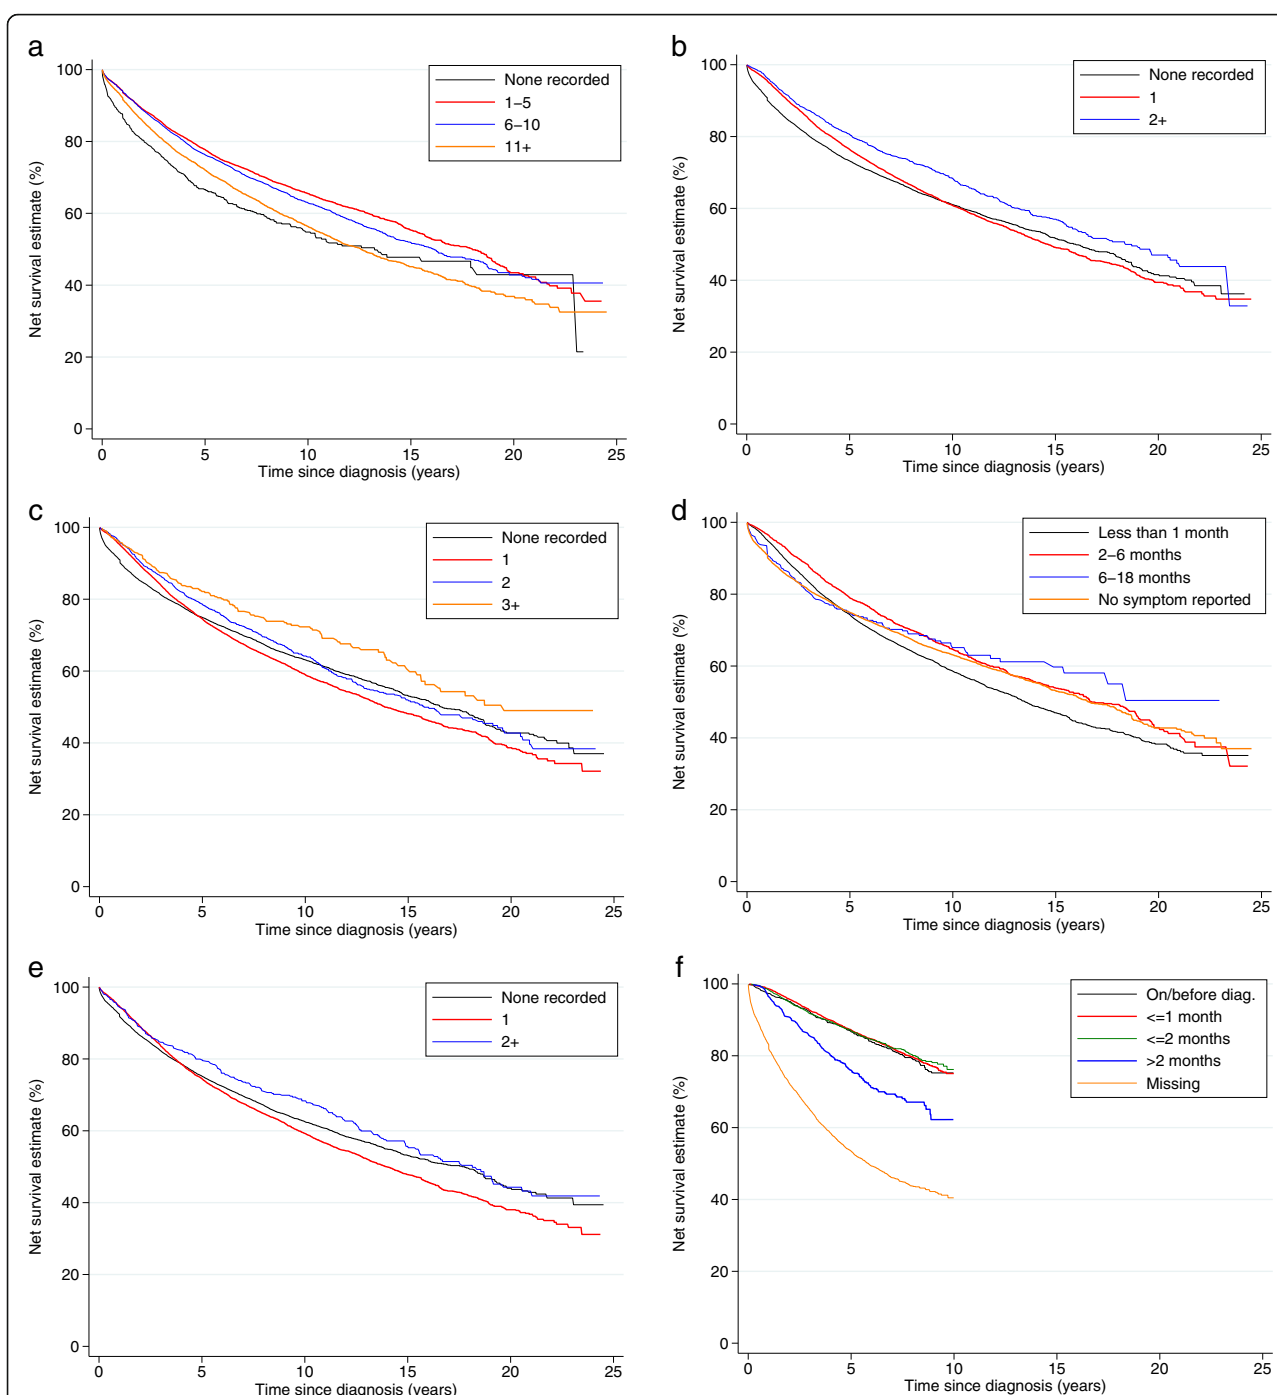 a
Net survival estimate (%)
100
80
60
40
20
0
None recorded
1–5
6–10
11+
0 5 10 15 20 25
Time since diagnosis (years)
b
Net survival estimate (%)
100
80
60
40
20
0
None recorded
1
2+
0 5 10 15 20 25
Time since diagnosis (years)
c
Net survival estimate (%)
100
80
60
40
20
0
None recorded
1
2
3+
0 5 10 15 20 25
Time since diagnosis (years)
d
Net survival estimate (%)
100
80
60
40
20
0
Less than 1 month
2–6 months
6–18 months
No symptom reported
0 5 10 15 20 25
Time since diagnosis (years)
e
Net survival estimate (%)
100
80
60
40
20
0
None recorded
1
2+
0 5 10 15 20 25
Time since diagnosis (years)
f
Net survival estimate (%)
100
80
60
40
20
0
On/before diag.
<=1 month
<=2 months
>2 months
Missing
0 5 10 15 20 25
Time since diagnosis (years)